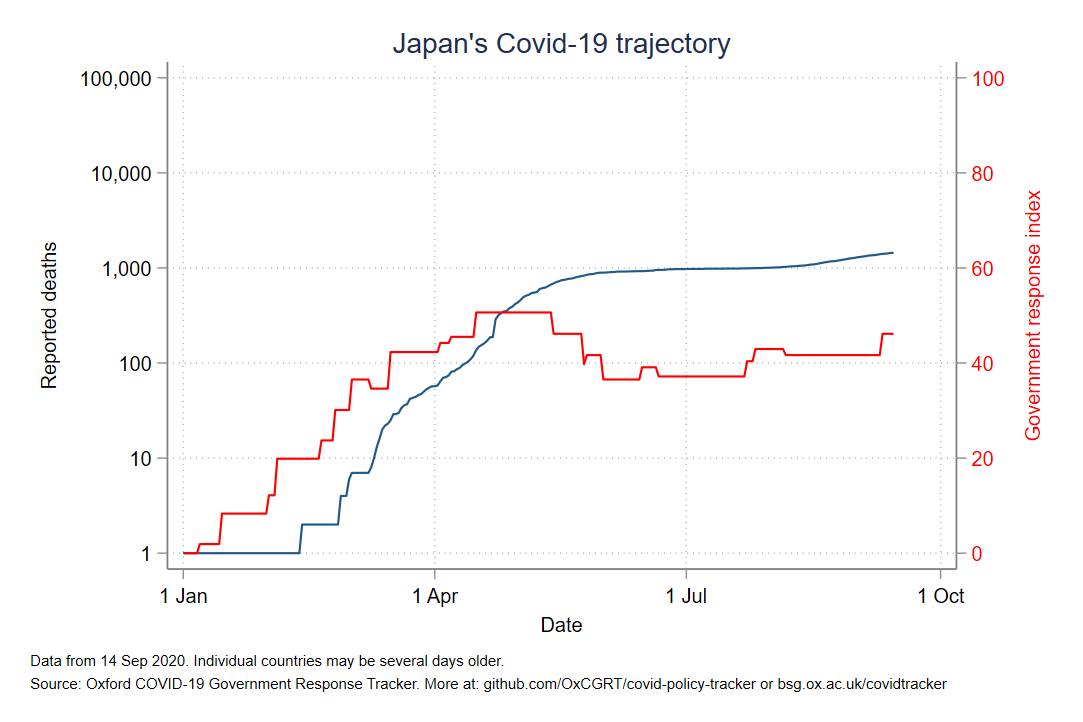 Japan's Covid-19 trajectory
100,000
10,000
1,000
100
10
1
Reported deaths
100
80
60
40
20
0
Government response index
1 Jan
1 Apr
1 Jul
1 Oct
Date
Data from 14 Sep 2020. Individual countries may be several days older.
Source: Oxford COVID-19 Government Response Tracker. More at: github.com/OxCGRT/covid-policy-tracker or bsg.ox.ac.uk/covidtracker